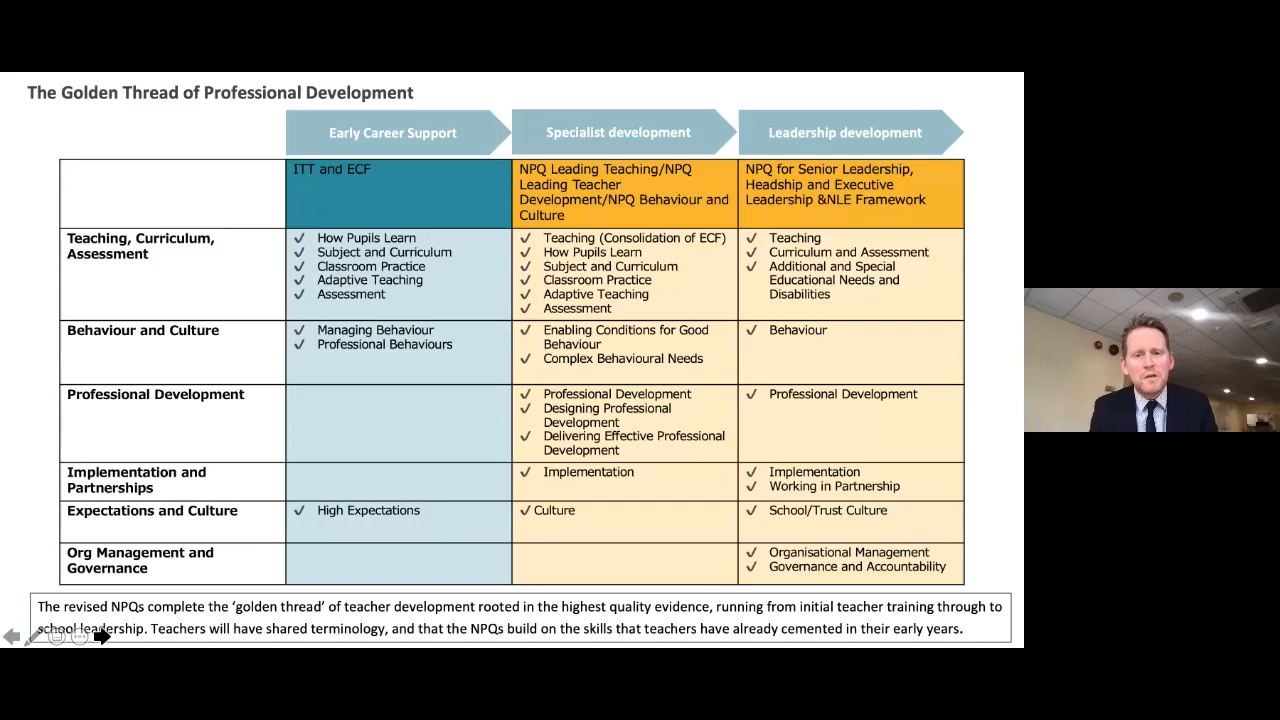 The Golden Thread of Professional Development
Early Career Support
Specialist development
Leadership development
ITT and ECF
NPQ Leading Teaching/NPQ
Leading Teacher
Development/NPQ Behaviour and
Culture
NPQ for Senior Leadership,
Headship and Executive
Leadership &NLE Framework
Teaching, Curriculum,
Assessment
✓ How Pupils Learn
✓ Subject and Curriculum
✓ Classroom Practice
✓ Adaptive Teaching
✓ Assessment
✓ Teaching (Consolidation of ECF)
✓ How Pupils Learn
✓ Subject and Curriculum
✓ Classroom Practice
✓ Adaptive Teaching
✓ Assessment
✓ Teaching
✓ Curriculum and Assessment
✓ Additional and Special
Educational Needs and
Disabilities
Behaviour and Culture
✓ Managing Behaviour
✓ Professional Behaviours
✓ Enabling Conditions for Good
Behaviour
✓ Complex Behavioural Needs
✓ Behaviour
Professional Development
✓ Professional Development
✓ Designing Professional
Development
✓ Delivering Effective Professional
Development
✓ Professional Development
Implementation and
Partnerships
✓ Implementation
✓ Implementation
✓ Working in Partnership
Expectations and Culture
✓ High Expectations
✓ Culture
✓ School/Trust Culture
Org Management and
Governance
✓ Organisational Management
✓ Governance and Accountability
The revised NPQs complete the ‘golden thread’ of teacher development rooted in the highest quality evidence, running from initial teacher training through to
school leadership. Teachers will have shared terminology, and that the NPQs build on the skills that teachers have already cemented in their early years.